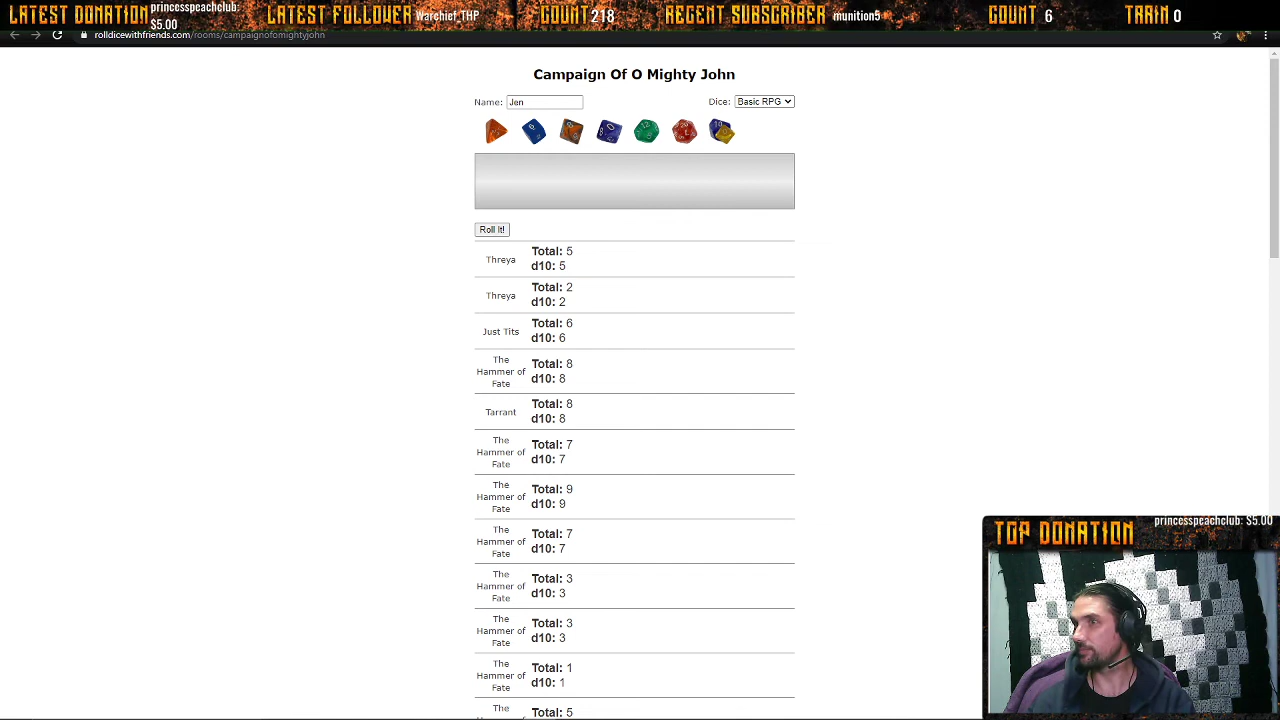 LATEST DONATION princesspeachclub: $5.00 LATEST FOLLOWER Warchief_THP COUNT 218 RECENT SUBSCRIBER munition5 COUNT 6 TRAIN 0
rolldicewithfriends.com/rooms/campaignofomightyjohn
Campaign Of O Mighty John
Name: Jen Dice: Basic RPG
Roll It!
Threya
Total: 5
d10: 5
Threya
Total: 2
d10: 2
Just Tits
Total: 6
d10: 6
The Hammer of Fate
Total: 8
d10: 8
Tarrant
Total: 8
d10: 8
The Hammer of Fate
Total: 7
d10: 7
The Hammer of Fate
Total: 9
d10: 9
The Hammer of Fate
Total: 7
d10: 7
The Hammer of Fate
Total: 3
d10: 3
The Hammer of Fate
Total: 3
d10: 3
The Hammer of Fate
Total: 1
d10: 1
The
Total: 5
TOP DONATION princesspeachclub: $5.00